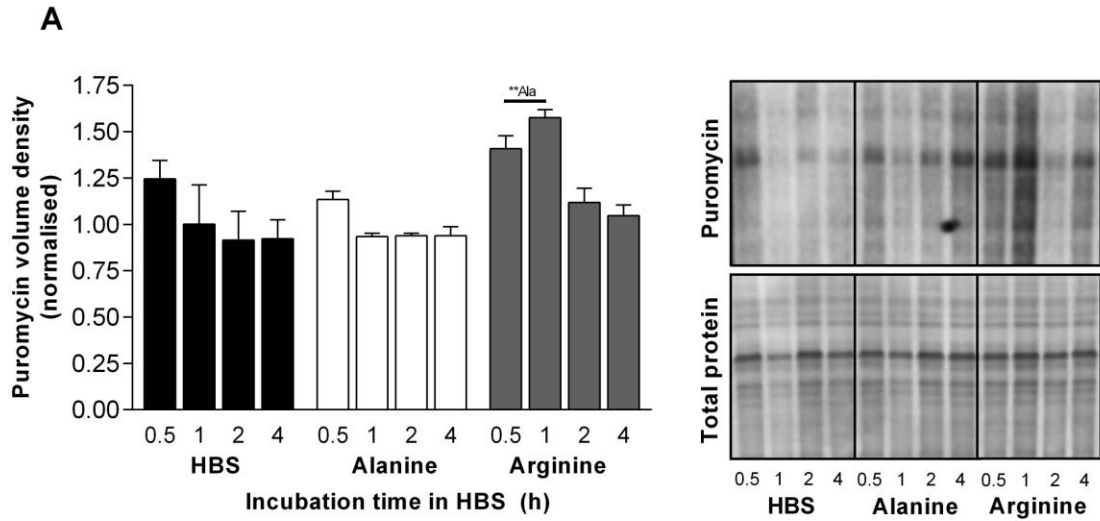 A
Puromycin volume density
(normalised)
1.75
1.50
1.25
1.00
0.75
0.50
0.25
0.00
**Ala
0.5 1 2 4 0.5 1 2 4 0.5 1 2 4
HBS Alanine Arginine
Incubation time in HBS (h)
Puromycin
Total protein
0.5 1 2 4 0.5 1 2 4 0.5 1 2 4
HBS Alanine Arginine